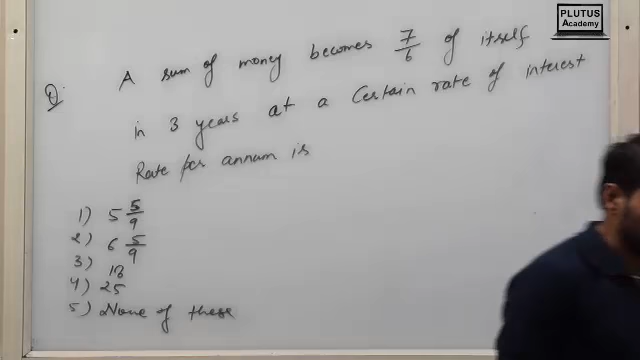 PLUTUS
Academy
Q. A sum of money becomes 7/6 of itself
in 3 years at a Certain rate of interest
Rate per annum is
1) 5 5/9
2) 6 5/9
3) 18
4) 25
5) None of these